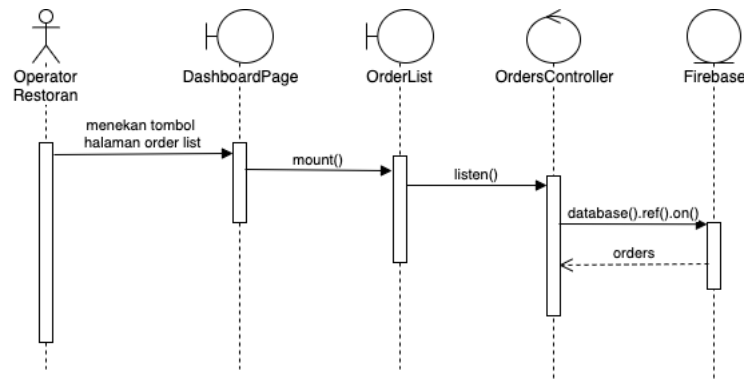 Operator
Restoran
DashboardPage
OrderList
OrdersController
Firebase
menekan tombol
halaman order list
mount()
listen()
database().ref().on()
orders